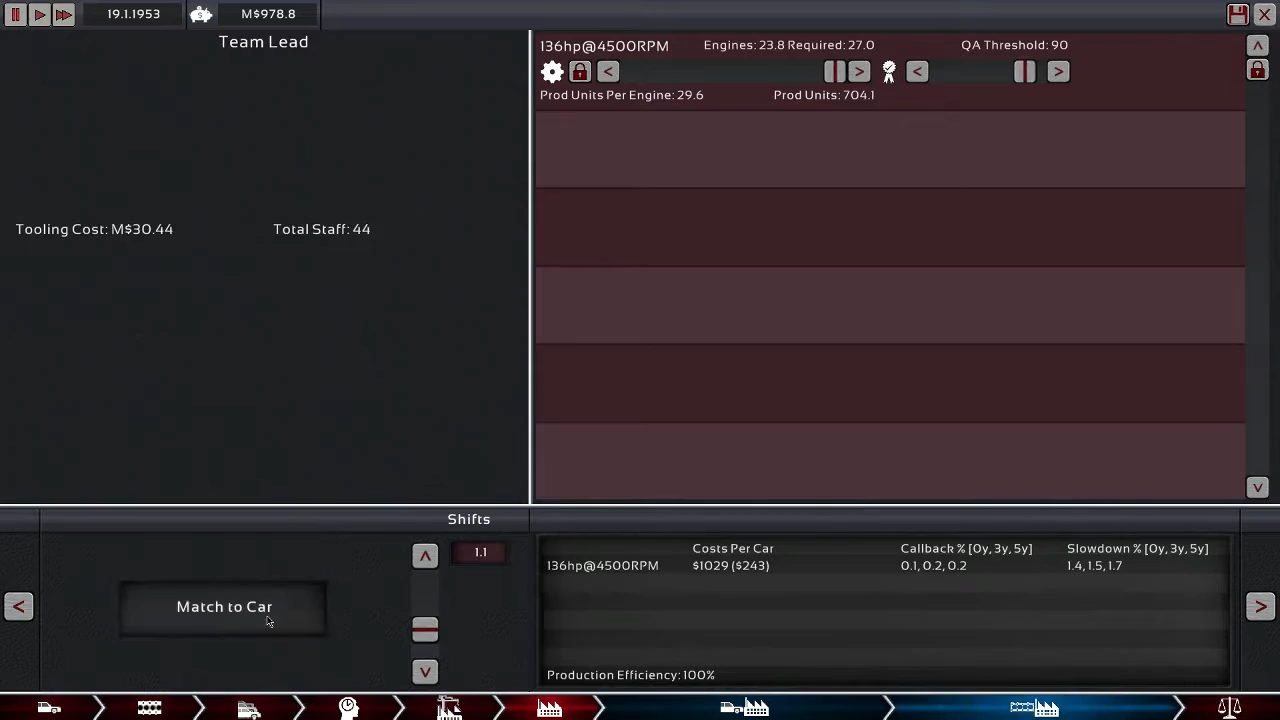 19.1.1953
M$978.8
Team Lead
Tooling Cost: M$30.44
Total Staff: 44
136hp@4500RPM
Engines: 23.8 Required: 27.0
QA Threshold: 90
< > < >
Prod Units Per Engine: 29.6
Prod Units: 704.1
Shifts
1.1
Match to Car
Costs Per Car
Callback % [0y, 3y, 5y]
Slowdown % [0y, 3y, 5y]
136hp@4500RPM
$1029 ($243)
0.1, 0.2, 0.2
1.4, 1.5, 1.7
Production Efficiency: 100%